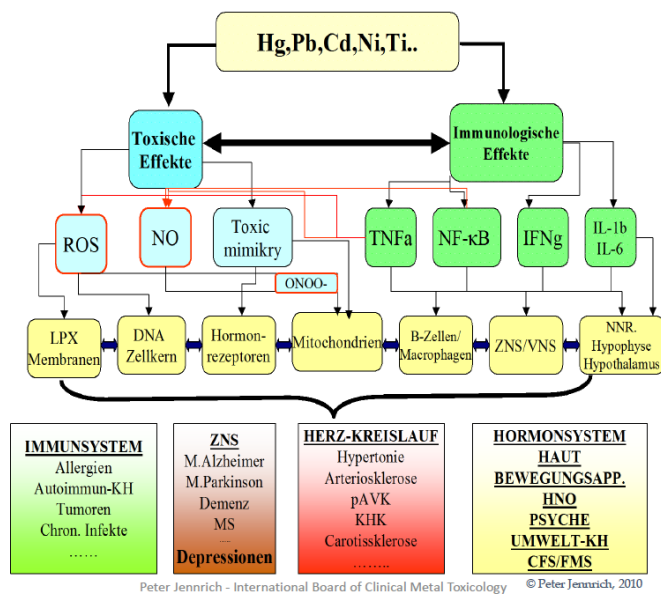 Hg,Pb,Cd,Ni,Ti..
Toxische
Effekte
Immunologische
Effekte
ROS
NO
Toxic
mimikry
TNFa
NF-κB
IFNg
IL-1b
IL-6
ONOO-
LPX
Membranen
DNA
Zellkern
Hormon-
rezeptoren
Mitochondrien
B-Zellen/
Macrophagen
ZNS/VNS
NNR.
Hypophyse
Hypothalamus
IMMUNSYSTEM
Allergien
Autoimmun-KH
Tumoren
Chron. Infekte
……
ZNS
M.Alzheimer
M.Parkinson
Demenz
MS
.....
Depressionen
HERZ-KREISLAUF
Hypertonie
Arteriosklerose
pAVK
KHK
Carotissklerose
……..
HORMONSYSTEM
HAUT
BEWEGUNGSAPP.
HNO
PSYCHE
UMWELT-KH
CFS/FMS
Peter Jennrich - International Board of Clinical Metal Toxicology
© Peter Jennrich, 2010